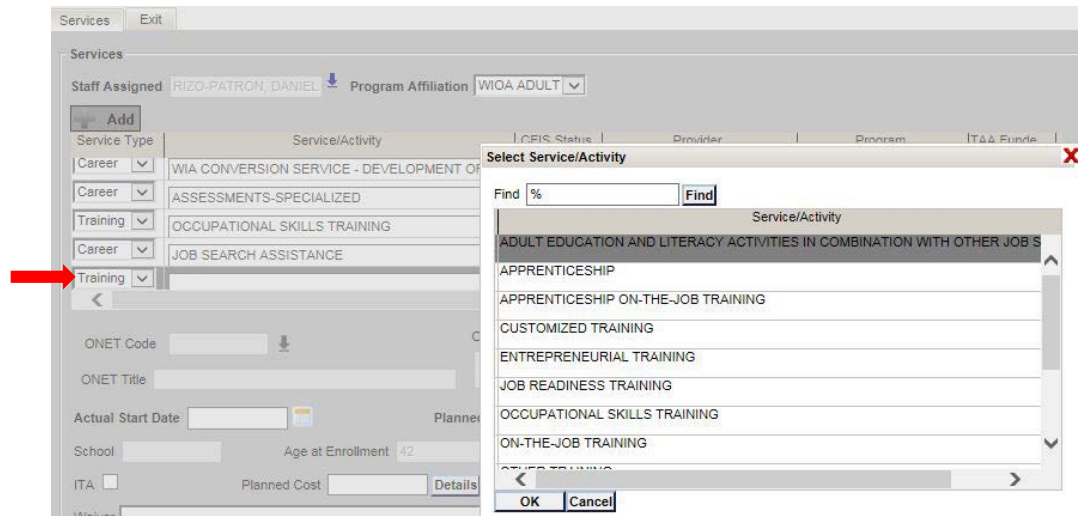 Services Exit
Services
Staff Assigned RIZO-PATRON, DANIEL Program Affiliation WIOA ADULT
Add
Service Type Service/Activity CFIS Status Provider Program TAA Funde
Career WIA CONVERSION SERVICE - DEVELOPMENT OF
Career ASSESSMENTS-SPECIALIZED
Training OCCUPATIONAL SKILLS TRAINING
Career JOB SEARCH ASSISTANCE
Training
ONET Code
ONET Title
Actual Start Date Planned
School Age at Enrollment 42
ITA Planned Cost Details
Waiver
Select Service/Activity X
Find % Find
Service/Activity
ADULT EDUCATION AND LITERACY ACTIVITIES IN COMBINATION WITH OTHER JOB S
APPRENTICESHIP
APPRENTICESHIP ON-THE-JOB TRAINING
CUSTOMIZED TRAINING
ENTREPRENEURIAL TRAINING
JOB READINESS TRAINING
OCCUPATIONAL SKILLS TRAINING
ON-THE-JOB TRAINING
OTHER TRAINING
OK Cancel